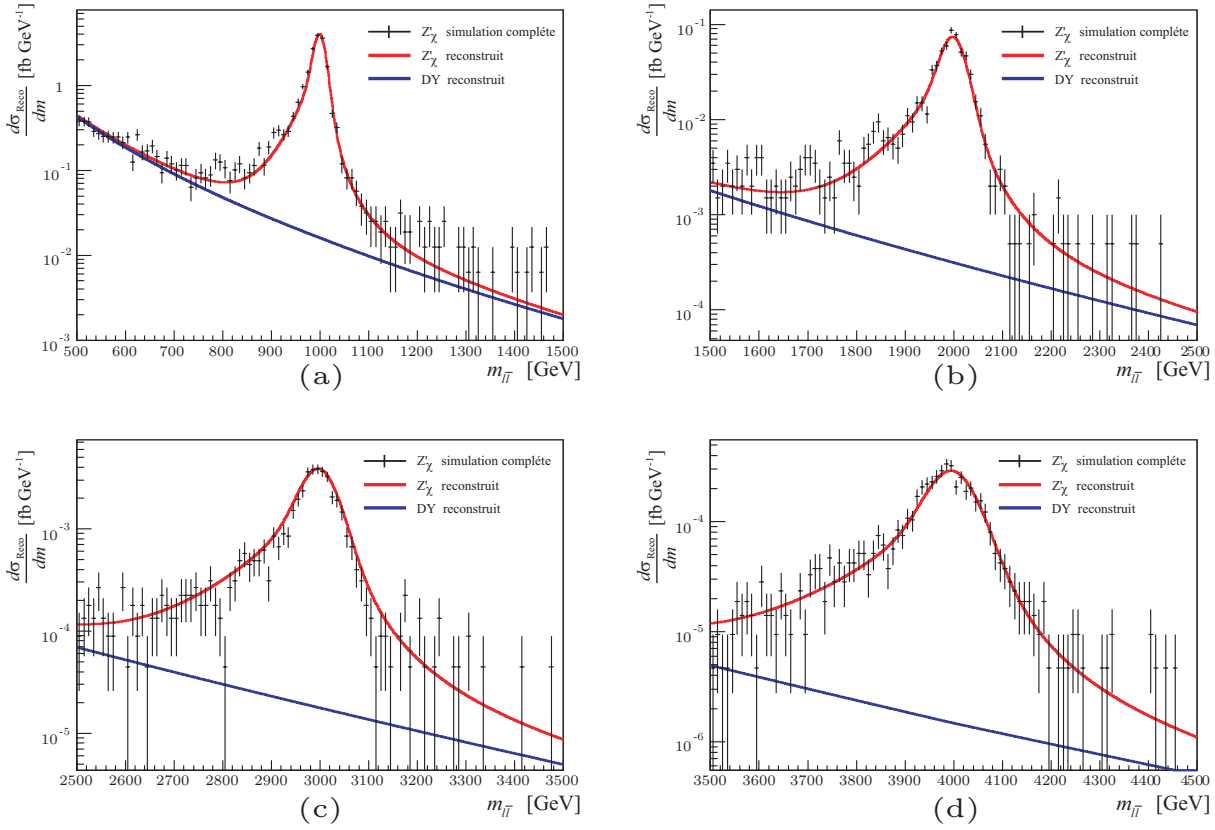 dσ_Reco/dm [fb GeV⁻¹]
Z'χ simulation compléte
Z'χ reconstruit
DY reconstruit
1
10⁻¹
10⁻²
10⁻³
500 600 700 800 900 1000 1100 1200 1300 1400 1500
m_ll̅ [GeV]
(a)
dσ_Reco/dm [fb GeV⁻¹]
Z'χ simulation compléte
Z'χ reconstruit
DY reconstruit
10⁻¹
10⁻²
10⁻³
10⁻⁴
1500 1600 1700 1800 1900 2000 2100 2200 2300 2400 2500
m_ll̅ [GeV]
(b)
dσ_Reco/dm [fb GeV⁻¹]
Z'χ simulation compléte
Z'χ reconstruit
DY reconstruit
10⁻³
10⁻⁴
10⁻⁵
2500 2600 2700 2800 2900 3000 3100 3200 3300 3400 3500
m_ll̅ [GeV]
(c)
dσ_Reco/dm [fb GeV⁻¹]
Z'χ simulation compléte
Z'χ reconstruit
DY reconstruit
10⁻⁴
10⁻⁵
10⁻⁶
3500 3600 3700 3800 3900 4000 4100 4200 4300 4400 4500
m_ll̅ [GeV]
(d)